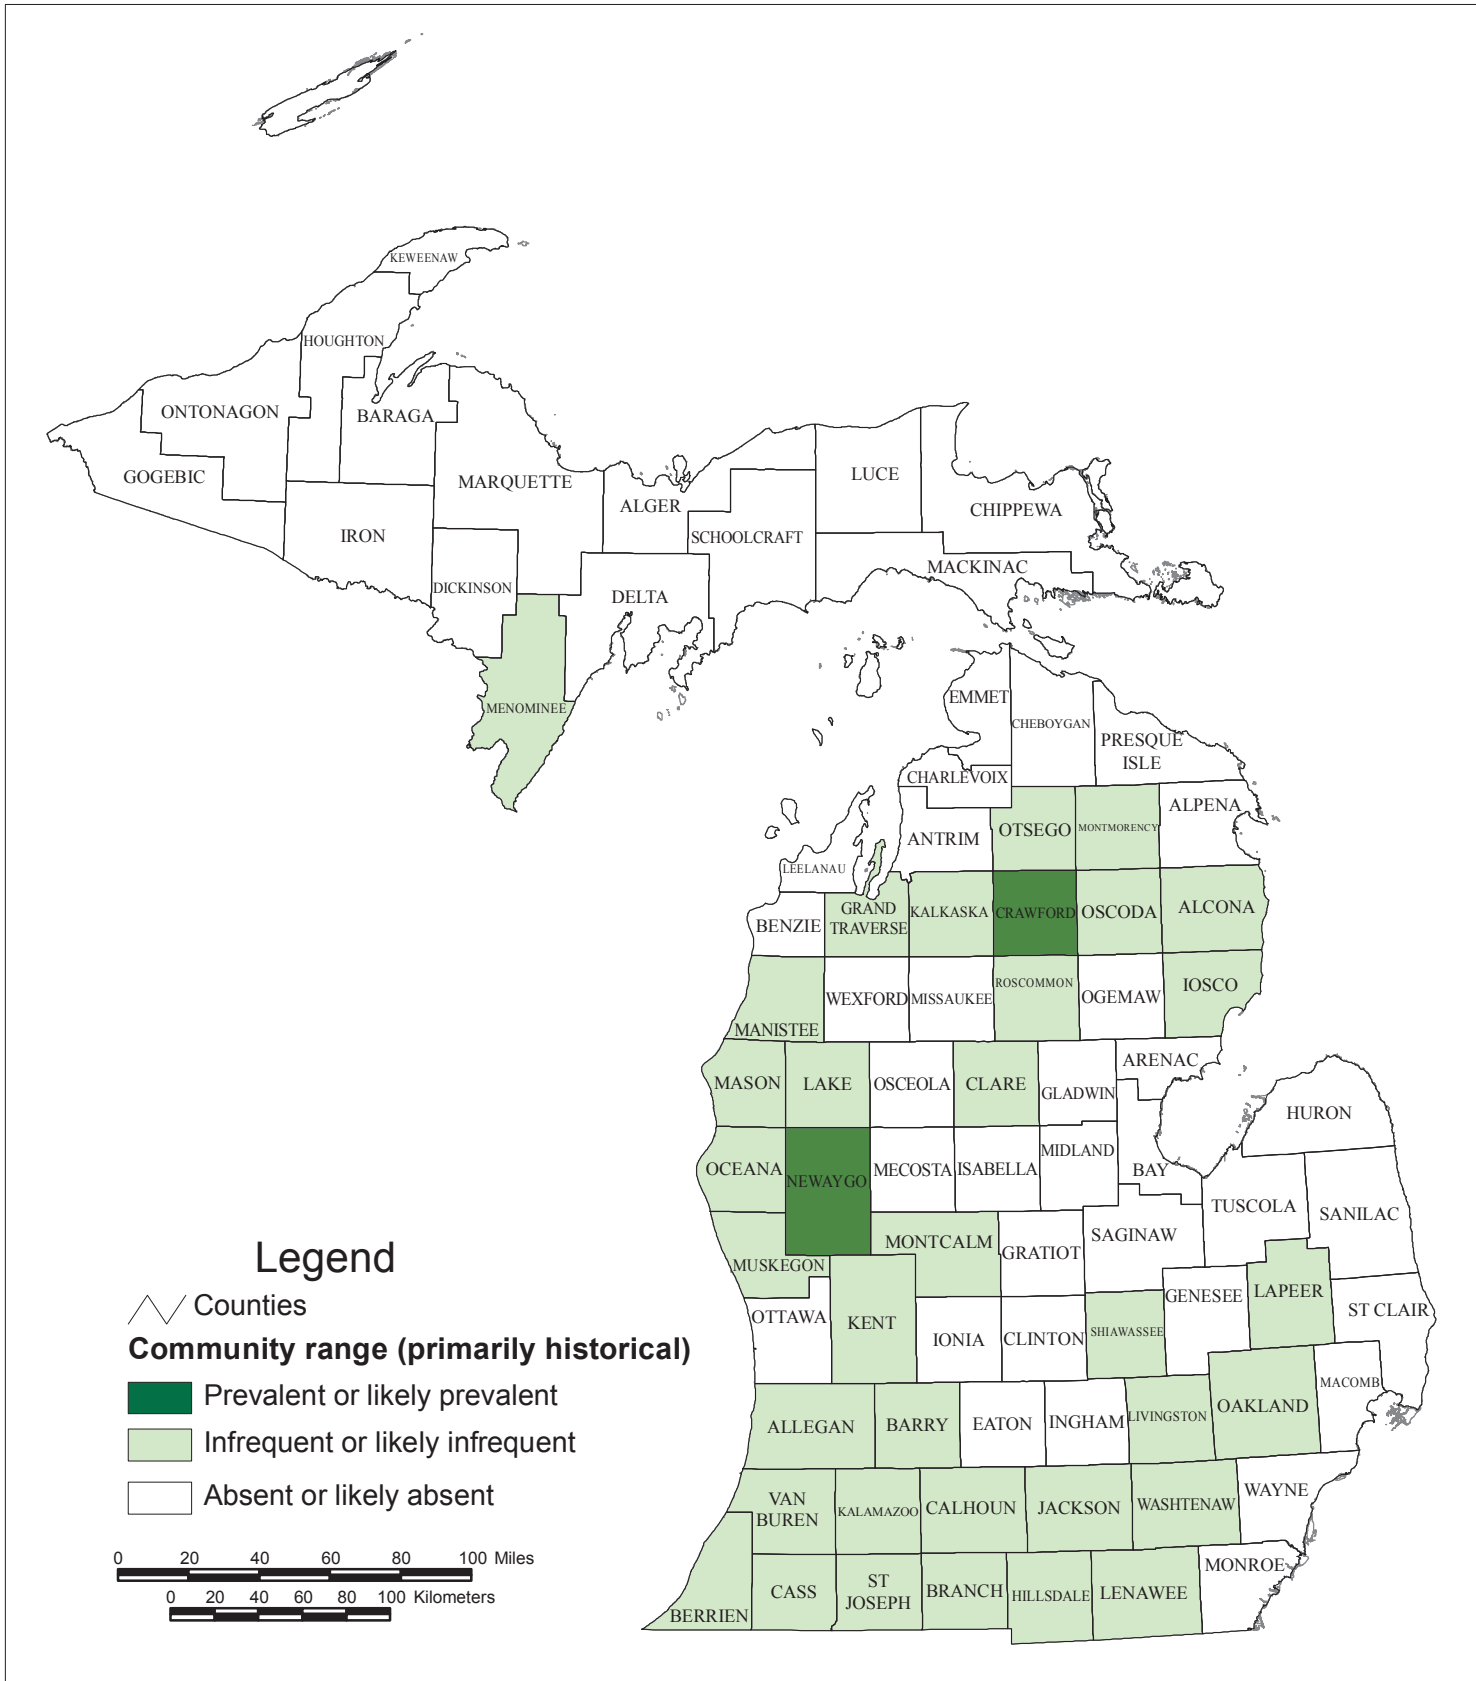 KEWEENAW
HOUGHTON
ONTONAGON
BARAGA
GOGEBIC
MARQUETTE
LUCE
ALGER
CHIPPEWA
IRON
SCHOOLCRAFT
MACKINAC
DICKINSON
DELTA
MENOMINEE
EMMET
CHEBOYGAN
PRESQUE
ISLE
CHARLEVOIX
ALPENA
OTSEGO
MONTMORENCY
ANTRIM
LEELANAU
GRAND
TRAVERSE
KALKASKA
CRAWFORD
OSCODA
ALCONA
BENZIE
ROSCOMMON
IOSCO
WEXFORD
MISSAUKEE
OGEMAW
MANISTEE
ARENAC
MASON
LAKE
OSCEOLA
CLARE
GLADWIN
HURON
MIDLAND
OCEANA
NEWAYGO
MECOSTA
ISABELLA
BAY
TUSCOLA
SANILAC
SAGINAW
MONTCALM
GRATIOT
MUSKEGON
GENESEE
LAPEER
ST CLAIR
OTTAWA
KENT
IONIA
CLINTON
SHIAWASSEE
MACOMB
ALLEGAN
BARRY
EATON
INGHAM
LIVINGSTON
OAKLAND
VAN
BUREN
KALAMAZOO
CALHOUN
JACKSON
WASHTENAW
WAYNE
MONROE
BERRIEN
CASS
ST
JOSEPH
BRANCH
HILLSDALE
LENAWEE
Legend
Counties
Community range (primarily historical)
Prevalent or likely prevalent
Infrequent or likely infrequent
Absent or likely absent
0 20 40 60 80 100 Miles
0 20 40 60 80 100 Kilometers